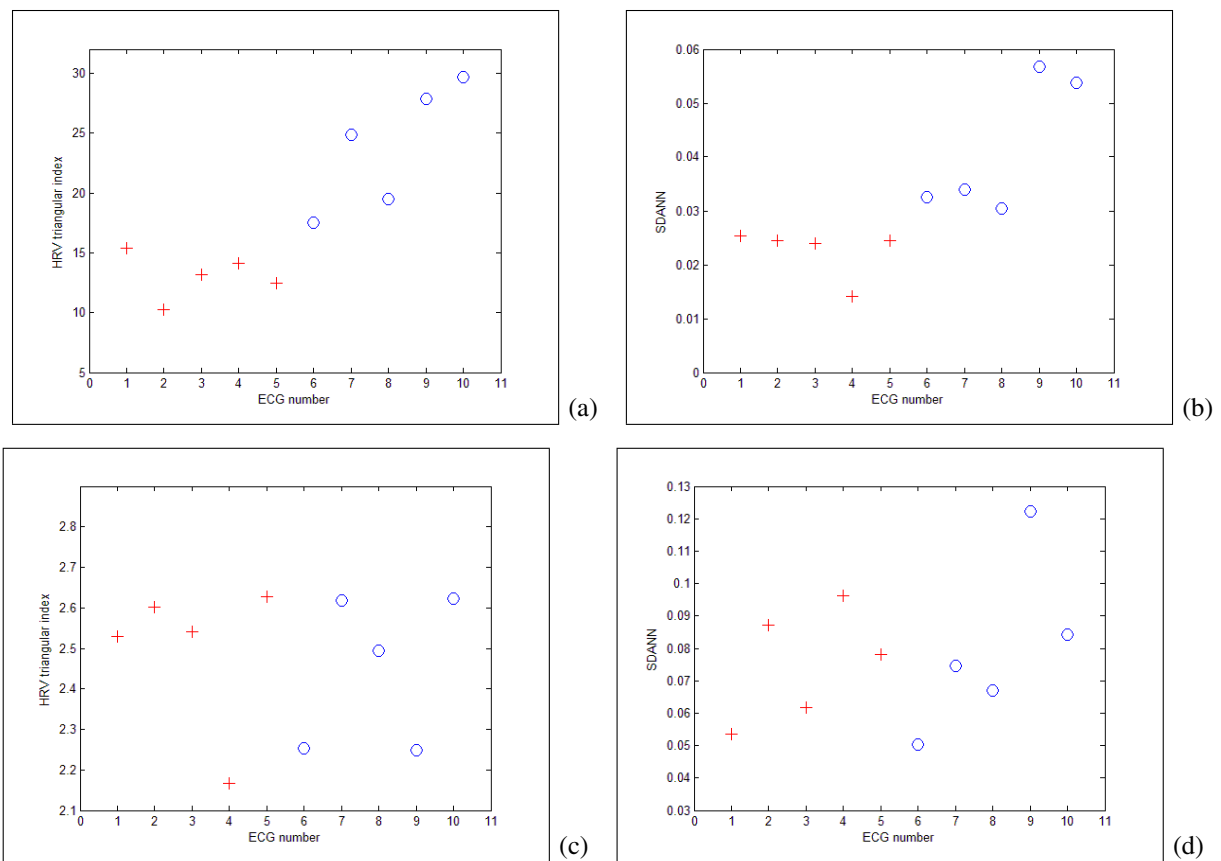 30
25
20
15
10
5
0 1 2 3 4 5 6 7 8 9 10 11
HRV triangular index
ECG number
(a)
0.06
0.05
0.04
0.03
0.02
0.01
0
0 1 2 3 4 5 6 7 8 9 10 11
SDANN
ECG number
(b)
2.8
2.7
2.6
2.5
2.4
2.3
2.2
2.1
0 1 2 3 4 5 6 7 8 9 10 11
HRV triangular index
ECG number
(c)
0.13
0.12
0.11
0.1
0.09
0.08
0.07
0.06
0.05
0.04
0.03
0 1 2 3 4 5 6 7 8 9 10 11
SDANN
ECG number
(d)